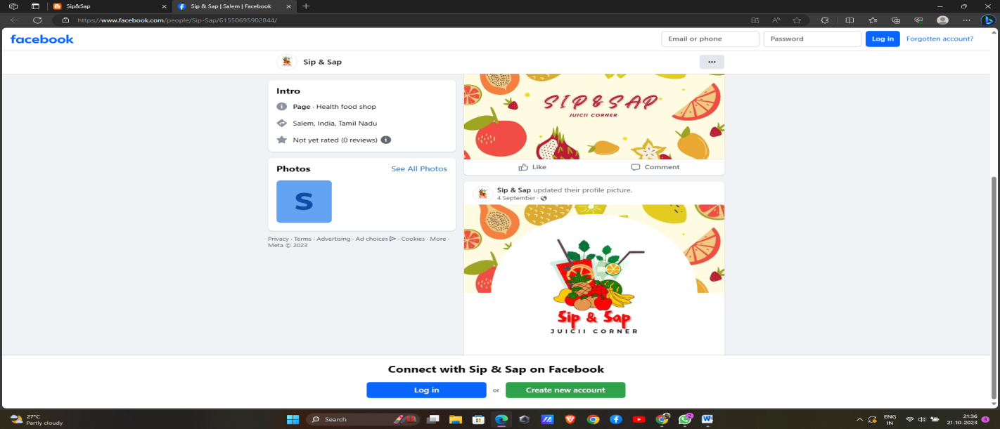 Sip&Sap
Sip & Sap | Salem | Facebook
https://www.facebook.com/people/Sip-Sap/61550695902844/
facebook
Email or phone
Password
Log in
Forgotten account?
Sip & Sap
Intro
Page · Health food shop
Salem, India, Tamil Nadu
Not yet rated (0 reviews)
Photos
See All Photos
S
Privacy · Terms · Advertising · Ad choices · Cookies · More ·
Meta © 2023
SIP & SAP
JUICII CORNER
Like
Comment
Sip & Sap updated their profile picture.
4 September ·
Sip & Sap
JUICII CORNER
Connect with Sip & Sap on Facebook
Log in
or
Create new account
27°C
Partly cloudy
Search
2
ENG
IN
21:36
21-10-2023
3